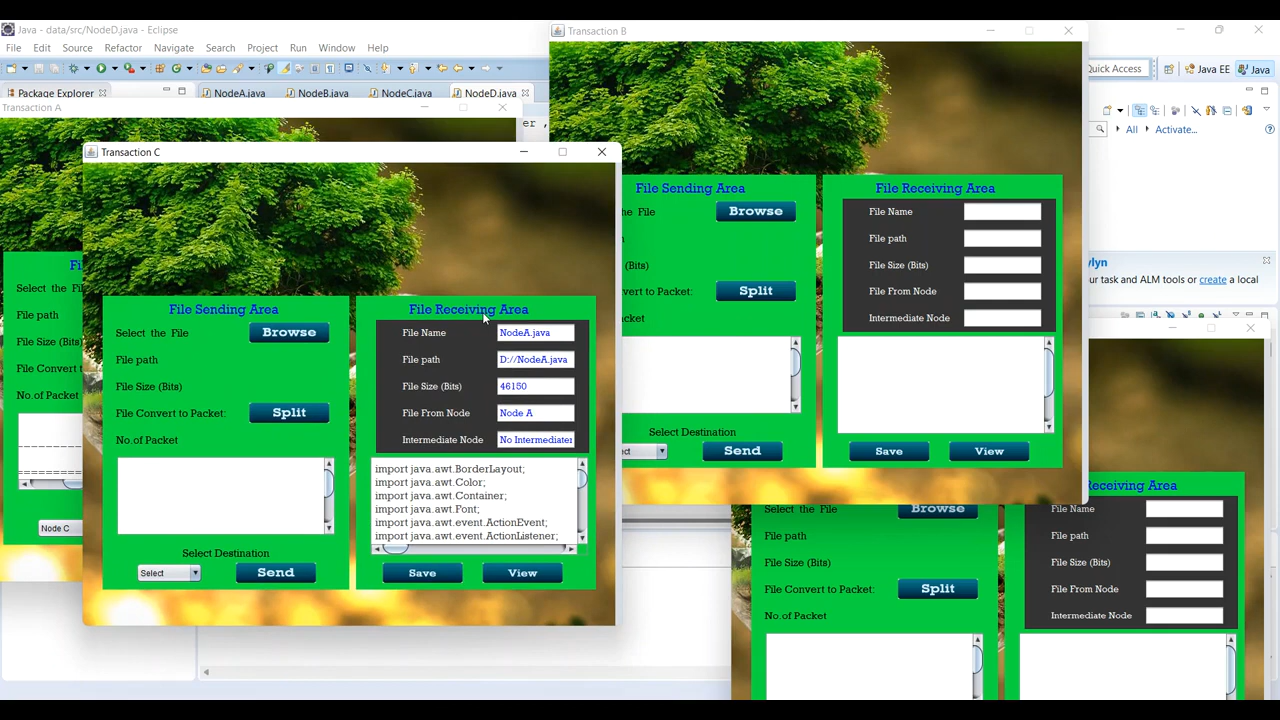 Java - data/src/NodeD.java - Eclipse
File Edit Source Refactor Navigate Search Project Run Window Help
Quick Access
Java EE
Java
Package Explorer
NodeA.java
NodeB.java
NodeC.java
NodeD.java
All
Activate...
ur task and ALM tools or create a local
Transaction A
Select the Fil
File path
File Size (Bits
File Convert t
No.of Packet
Node C
Transaction C
File Sending Area
Select the File
Browse
File path
File Size (Bits)
File Convert to Packet:
Split
No.of Packet
Select Destination
Select
Send
File Receiving Area
File Name
NodeA.java
File path
D://NodeA.java
File Size (Bits)
46150
File From Node
Node A
Intermediate Node
No Intermediate
import java.awt.BorderLayout;
import java.awt.Color;
import java.awt.Container;
import java.awt.Font;
import java.awt.event.ActionEvent;
import java.awt.event.ActionListener;
Save
View
Transaction B
File Sending Area
he File
Browse
(Bits)
vert to Packet:
Split
acket
Select Destination
ect
Send
File Receiving Area
File Name
File path
File Size (Bits)
File From Node
Intermediate Node
Save
View
Select the File
Browse
File path
File Size (Bits)
File Convert to Packet:
Split
No.of Packet
eceiving Area
File Name
File path
File Size (Bits)
File From Node
Intermediate Node